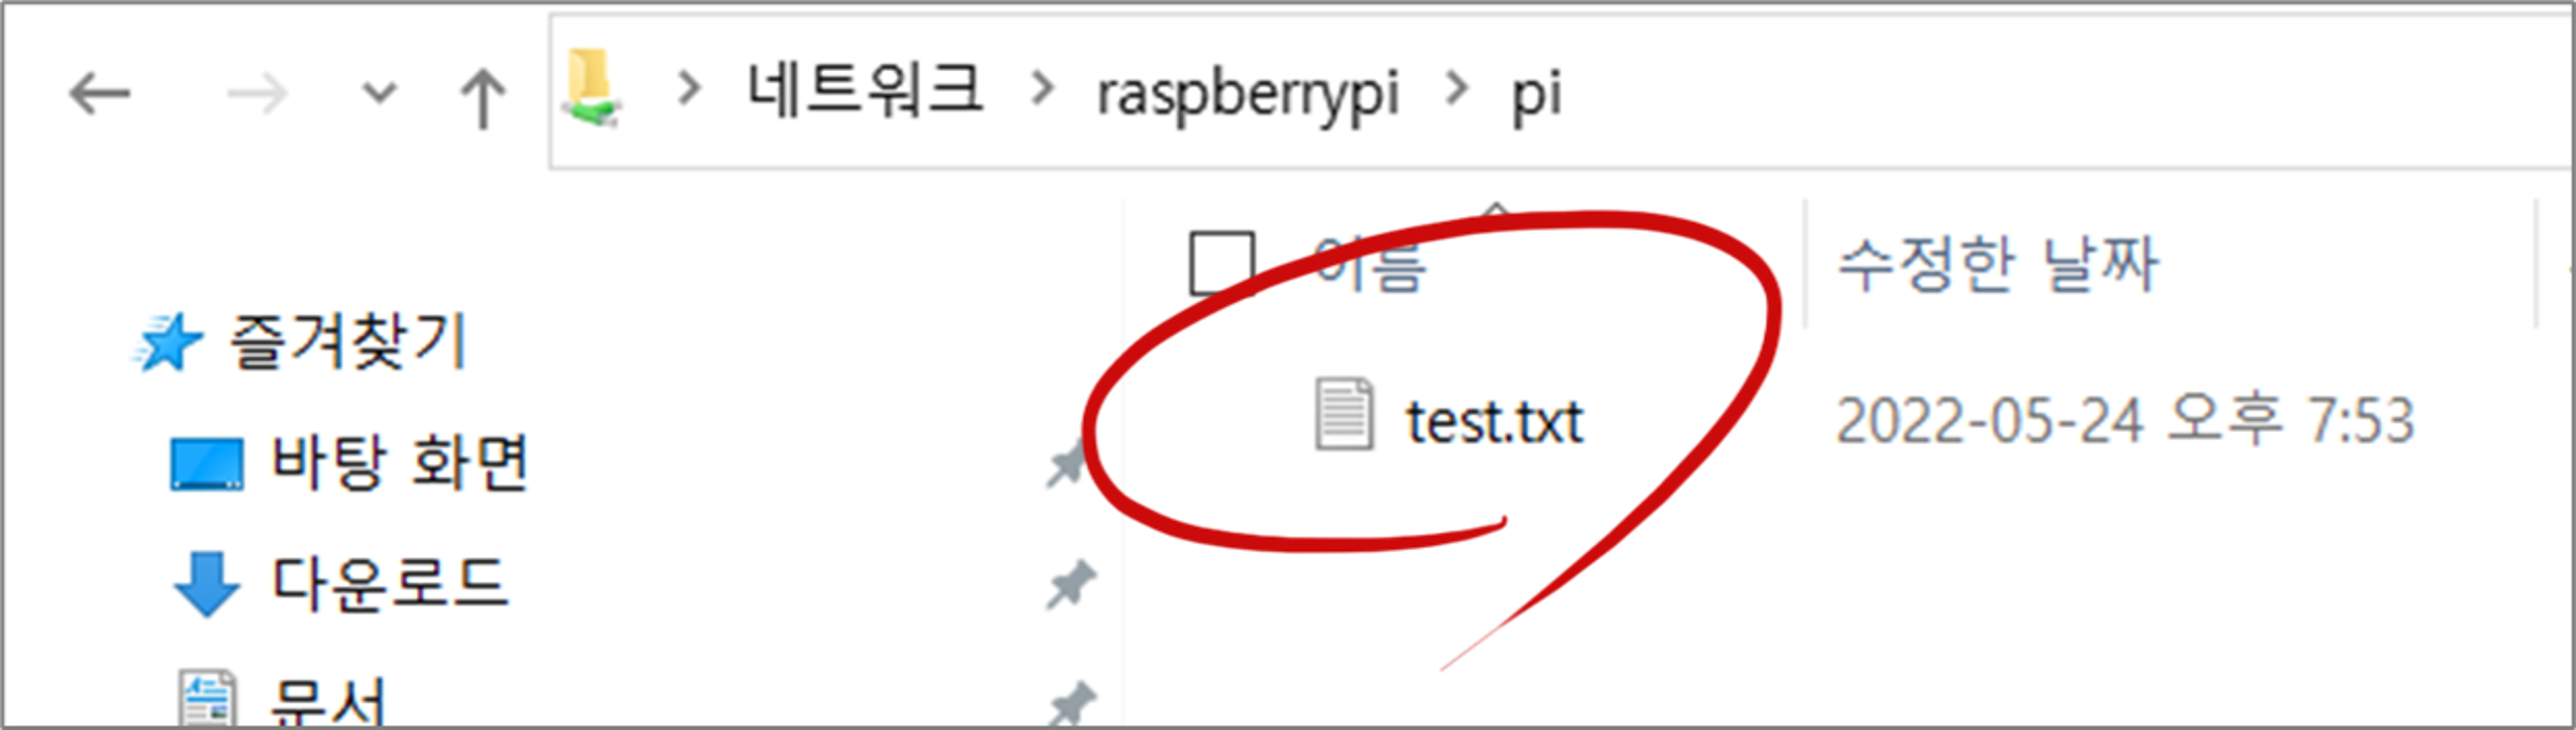 네트워크 > raspberrypi > pi
이름 수정한 날짜
즐겨찾기
test.txt 2022-05-24 오후 7:53
바탕 화면
다운로드
문서